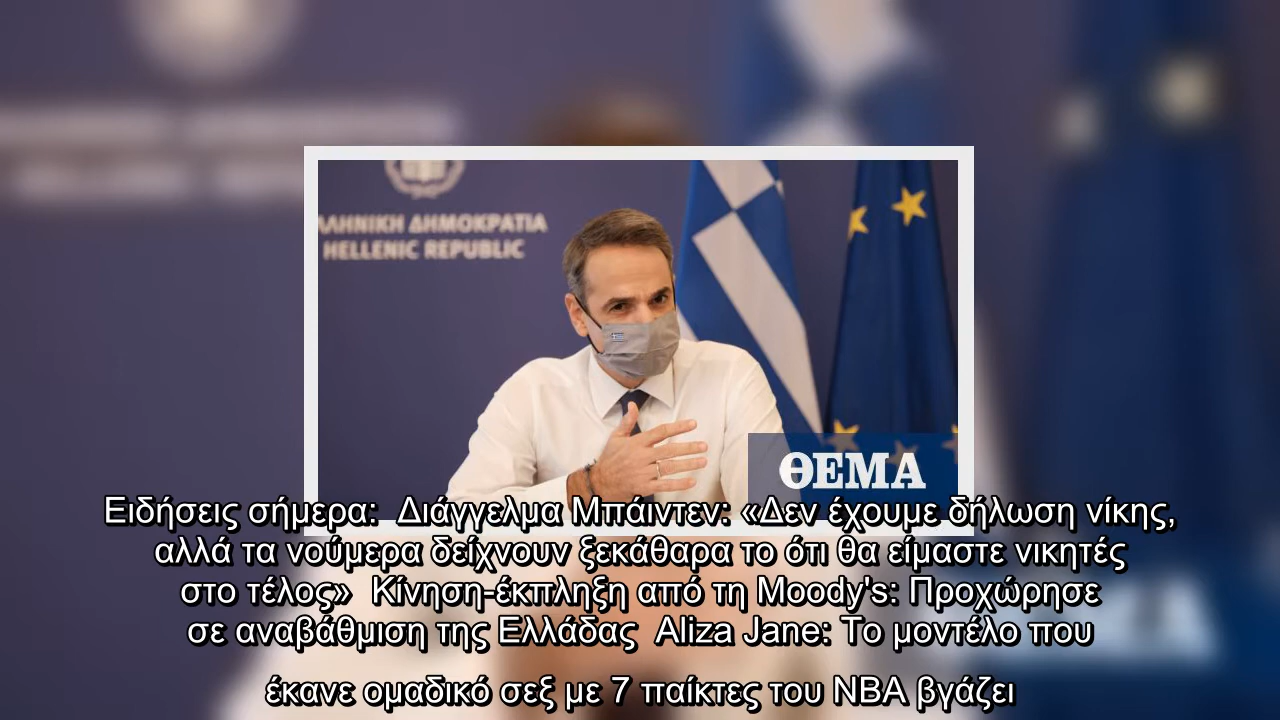 ΛΗΝΙΚΗ ΔΗΜΟΚΡΑΤΙΑ
HELLENIC REPUBLIC
ΘΕΜΑ
Ειδήσεις σήμερα:  Διάγγελμα Μπάιντεν: «Δεν έχουμε δήλωση νίκης,
αλλά τα νούμερα δείχνουν ξεκάθαρα το ότι θα είμαστε νικητές
στο τέλος»  Κίνηση-έκπληξη από τη Moody's: Προχώρησε
σε αναβάθμιση της Ελλάδας  Aliza Jane: Το μοντέλο που
έκανε ομαδικό σεξ με 7 παίκτες του NBA βγάζει